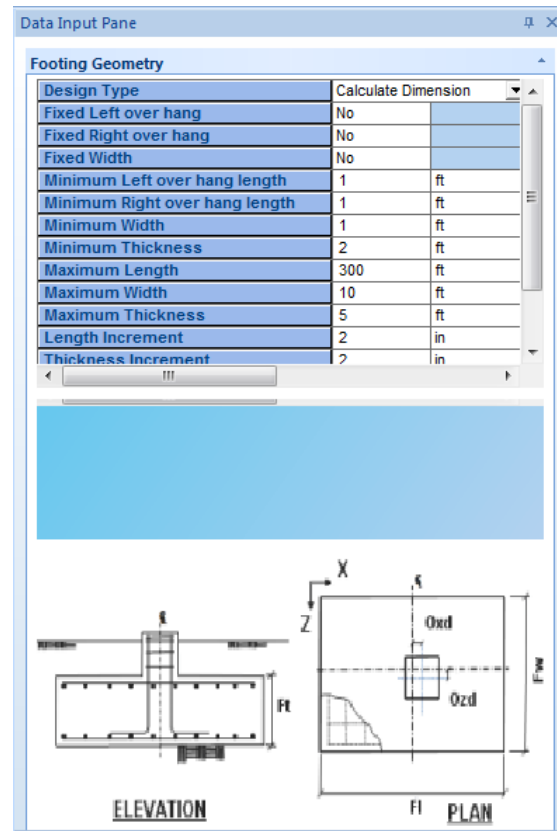 Data Input Pane
Footing Geometry
Design Type Calculate Dimension
Fixed Left over hang No
Fixed Right over hang No
Fixed Width No
Minimum Left over hang length 1 ft
Minimum Right over hang length 1 ft
Minimum Width 1 ft
Minimum Thickness 2 ft
Maximum Length 300 ft
Maximum Width 10 ft
Maximum Thickness 5 ft
Length Increment 2 in
Thickness Increment 2 in
X
Z
Oxd
Fw
Ozd
Ft
ELEVATION
Fl PLAN